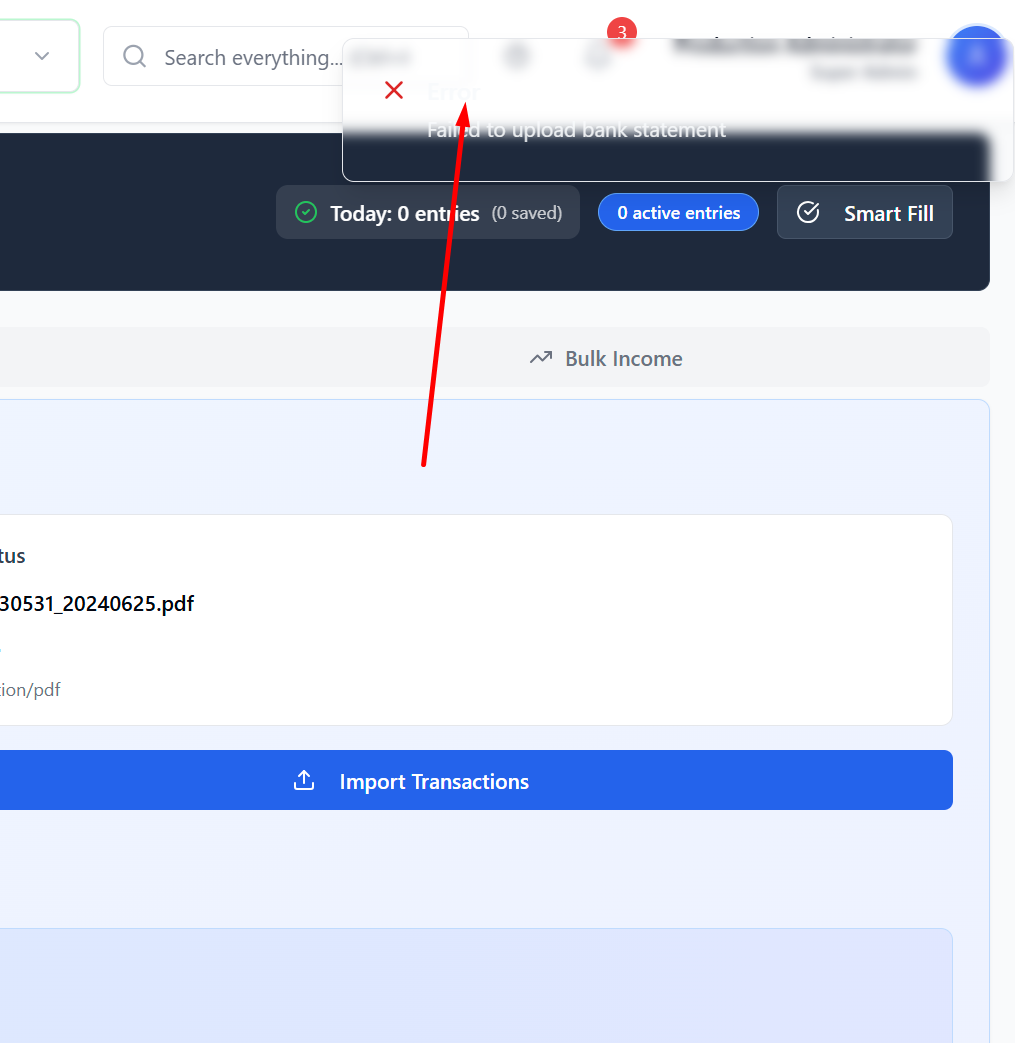 Search everything...
3
Error
Failed to upload bank statement
Today: 0 entries (0 saved)
0 active entries
Smart Fill
Bulk Income
tus
30531_20240625.pdf
tion/pdf
Import Transactions